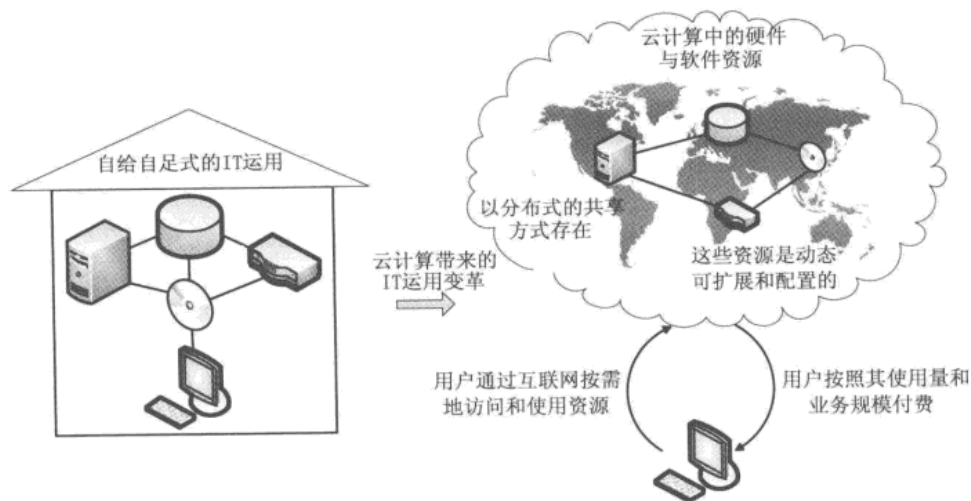 自给自足式的IT运用
云计算带来的
IT运用变革
云计算中的硬件
与软件资源
以分布式的共享
方式存在
这些资源是动态
可扩展和配置的
用户通过互联网按需
地访问和使用资源
用户按照其使用量和
业务规模付费